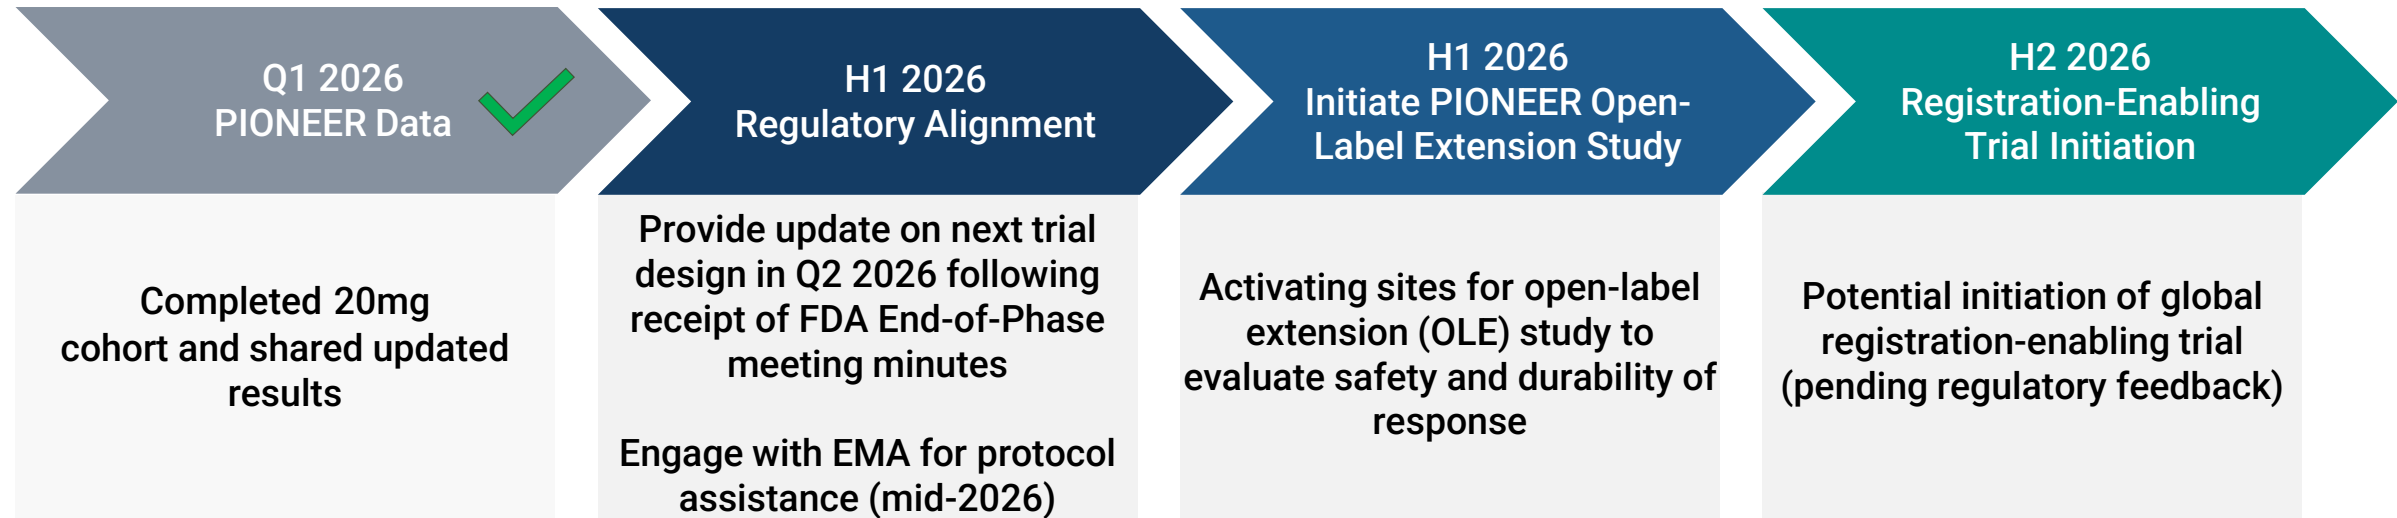 Q1 2026
PIONEER Data
Completed 20mg
cohort and shared updated
results
H1 2026
Regulatory Alignment
Provide update on next trial
design in Q2 2026 following
receipt of FDA End-of-Phase
meeting minutes
Engage with EMA for protocol
assistance (mid-2026)
H1 2026
Initiate PIONEER Open-
Label Extension Study
Activating sites for open-label
extension (OLE) study to
evaluate safety and durability of
response
H2 2026
Registration-Enabling
Trial Initiation
Potential initiation of global
registration-enabling trial
(pending regulatory feedback)